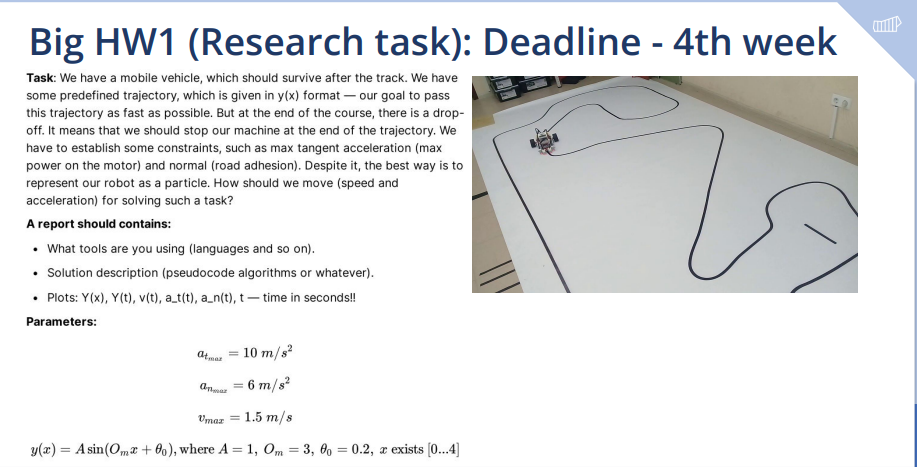 Big HW1 (Research task): Deadline - 4th week
Task: We have a mobile vehicle, which should survive after the track. We have
some predefined trajectory, which is given in y(x) format — our goal to pass
this trajectory as fast as possible. But at the end of the course, there is a drop-
off. It means that we should stop our machine at the end of the trajectory. We
have to establish some constraints, such as max tangent acceleration (max
power on the motor) and normal (road adhesion). Despite it, the best way is to
represent our robot as a particle. How should we move (speed and
acceleration) for solving such a task?
A report should contains:
• What tools are you using (languages and so on).
• Solution description (pseudocode algorithms or whatever).
• Plots: Y(x), Y(t), v(t), a_t(t), a_n(t), t — time in seconds!!
Parameters:
a_{t_{max}} = 10 m/s²
a_{n_{max}} = 6 m/s²
v_{max} = 1.5 m/s
y(x) = A sin(O_m x + θ_0), where A = 1, O_m = 3, θ_0 = 0.2, x exists [0...4]